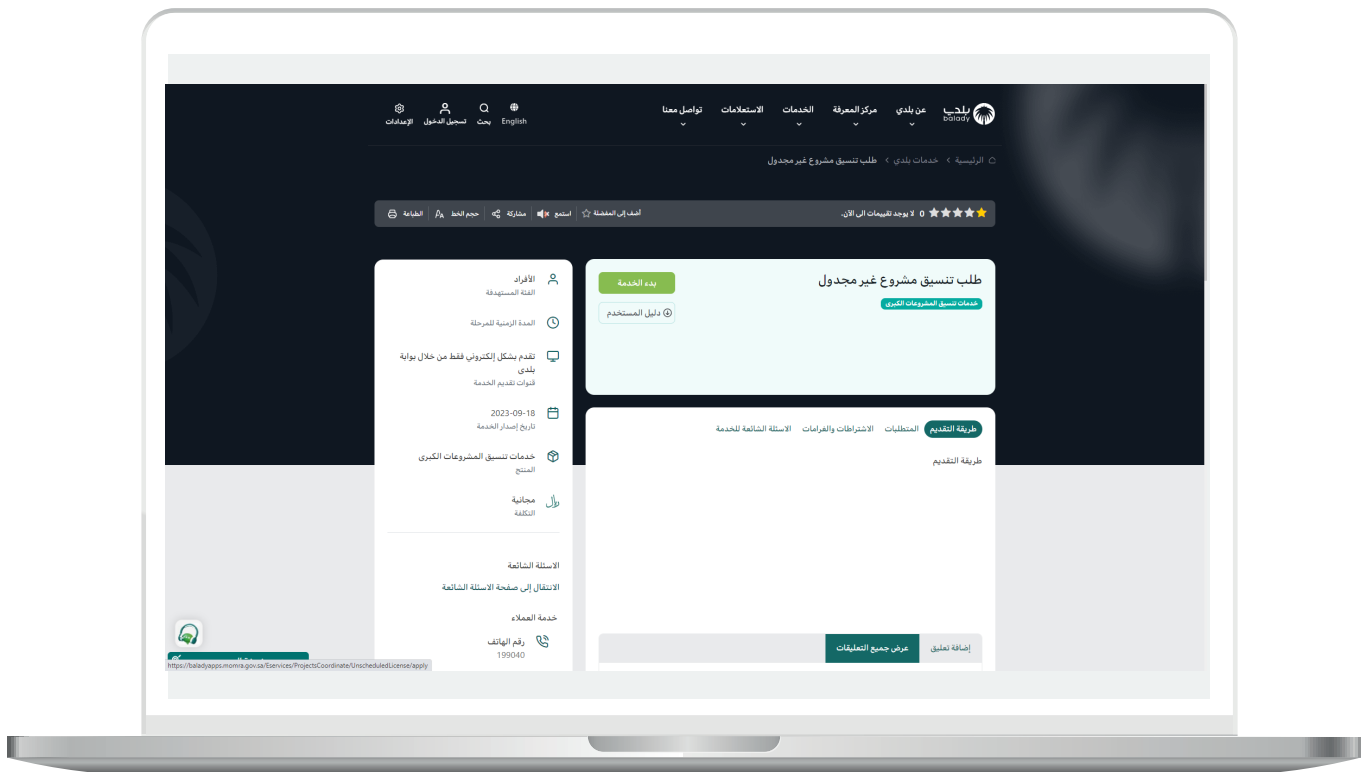 بلدي
balady
عن بلدي
مركز المعرفة
الخدمات
الاستعلامات
تواصل معنا
English
بحث
تسجيل الدخول
الإعدادات
الرئيسية > خدمات بلدي > طلب تنسيق مشروع غير مجدول
0 لا يوجد تقييمات الى الآن.
أضف إلى المفضلة
استمع
مشاركة
حجم الخط
الطباعة
طلب تنسيق مشروع غير مجدول
خدمات تنسيق المشروعات الكبرى
بدء الخدمة
دليل المستخدم
طريقة التقديم
المتطلبات
الاشتراطات والغرامات
الاسئلة الشائعة للخدمة
طريقة التقديم
إضافة تعليق
عرض جميع التعليقات
الأفراد
الفئة المستهدفة
المدة الزمنية للمرحلة
تقدم بشكل إلكتروني فقط من خلال بوابة
بلدي
قنوات تقديم الخدمة
2023-09-18
تاريخ إصدار الخدمة
خدمات تنسيق المشروعات الكبرى
المنتج
مجانية
التكلفة
الاسئلة الشائعة
الانتقال إلى صفحة الاسئلة الشائعة
خدمة العملاء
رقم الهاتف
199040
https://baladyapps.momra.gov.sa/Eservices/ProjectsCoordinate/UnscheduledLicense/apply